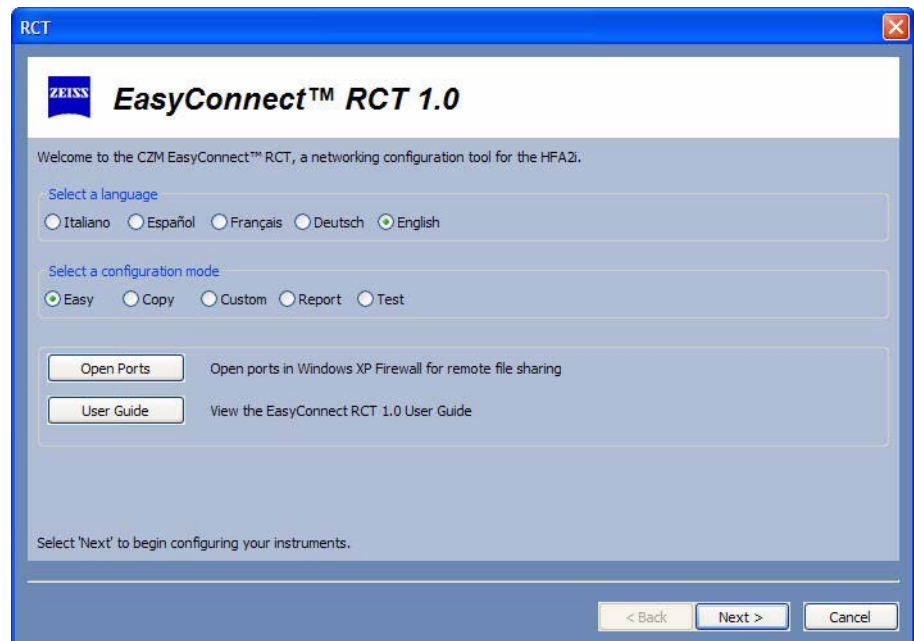 RCT
ZEISS
EasyConnect™ RCT 1.0
Welcome to the CZM EasyConnect™ RCT, a networking configuration tool for the HFA2i.
Select a language
Italiano Español Français Deutsch English
Select a configuration mode
Easy Copy Custom Report Test
Open Ports Open ports in Windows XP Firewall for remote file sharing
User Guide View the EasyConnect RCT 1.0 User Guide
Select 'Next' to begin configuring your instruments.
< Back Next > Cancel